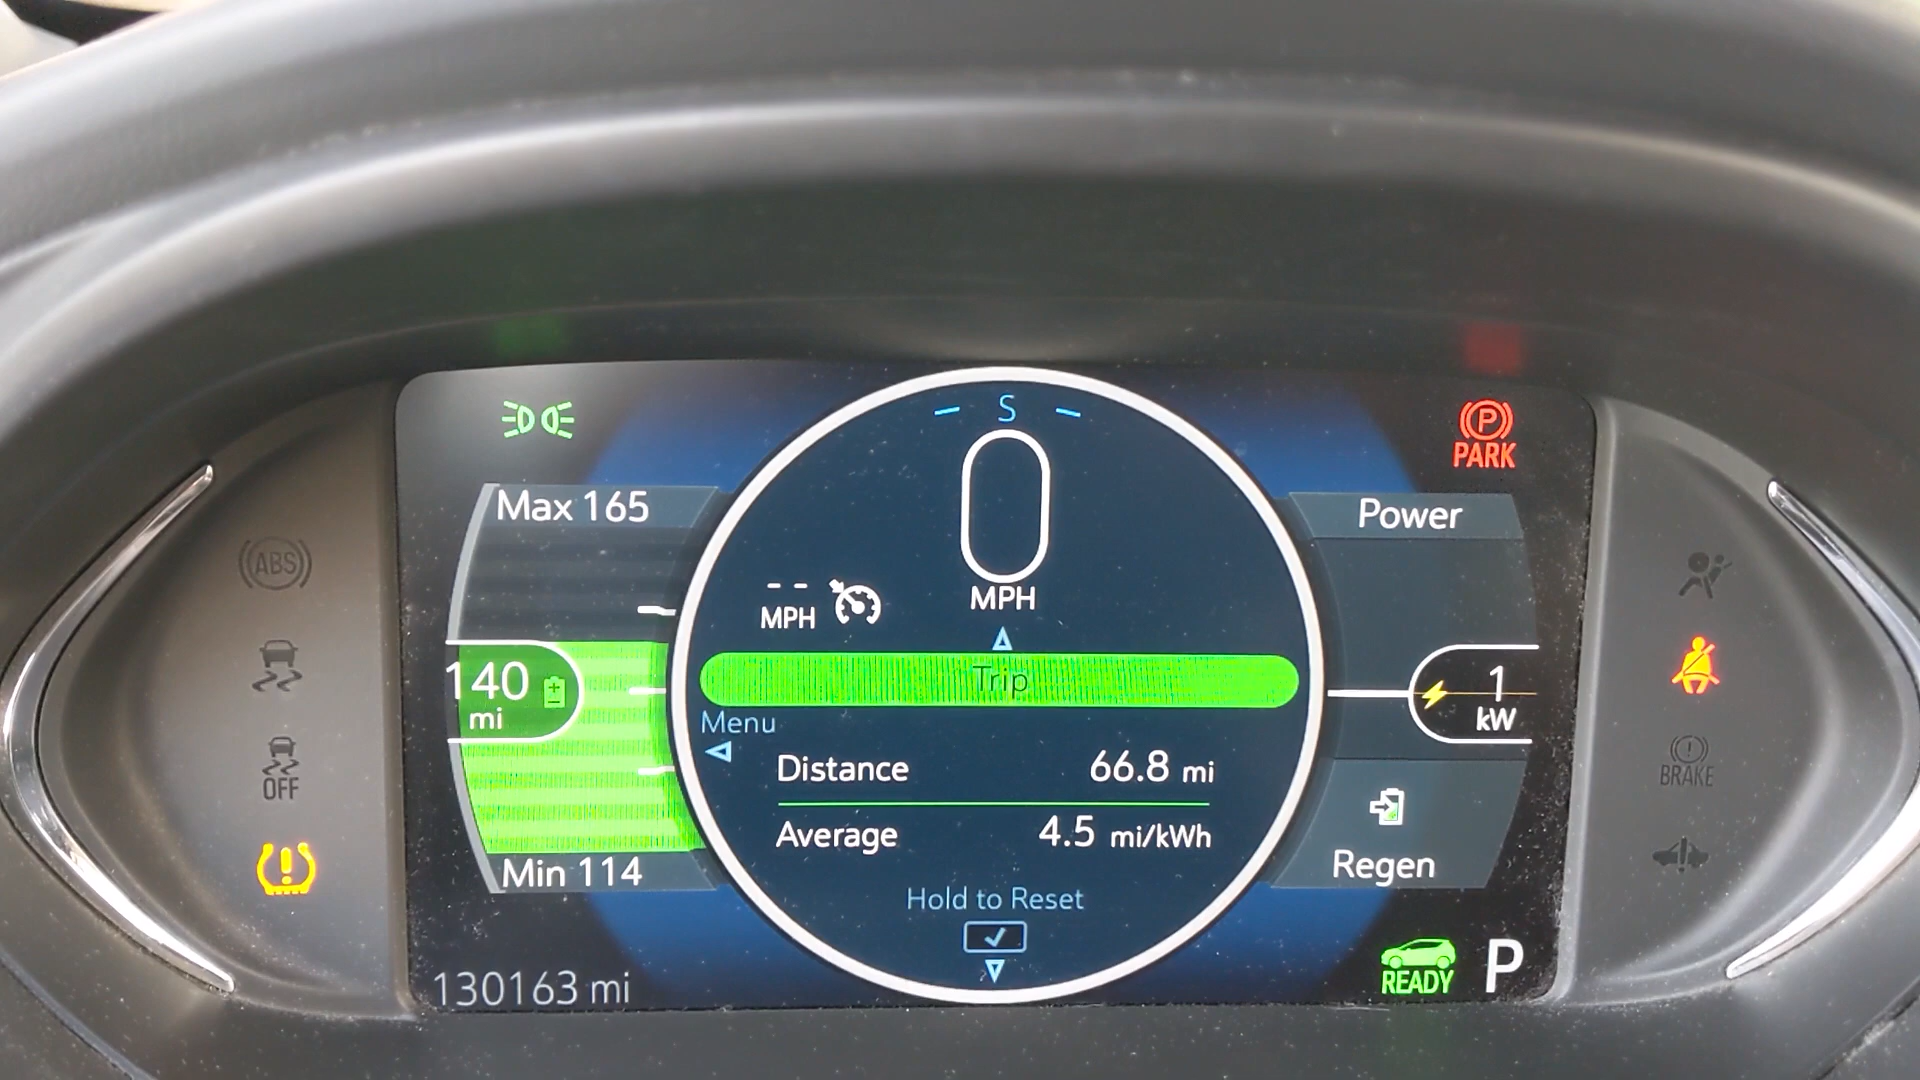 S
PARK
P
Max 165
0
Power
ABS
-- MPH
MPH
140
mi
Trip
1
kW
Menu
OFF
Distance 66.8 mi
BRAKE
Average 4.5 mi/kWh
Min 114
Regen
Hold to Reset
READY
P
130163 mi